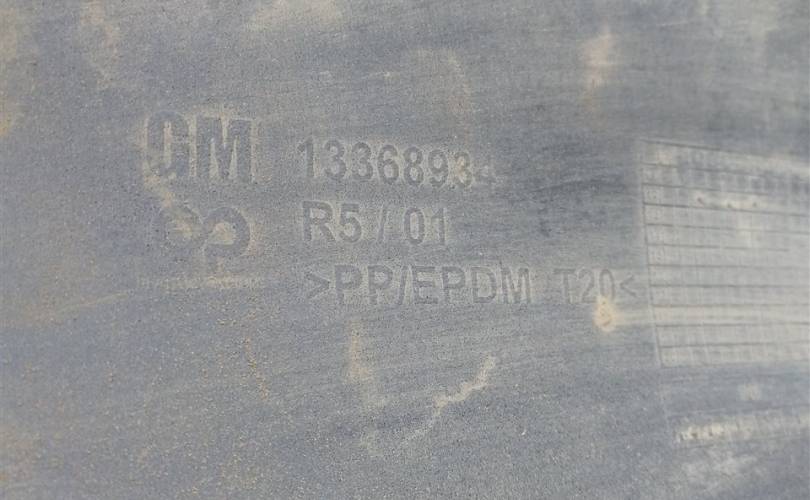 GM
13368934
R5 / 01
>PP/EPDM T20<